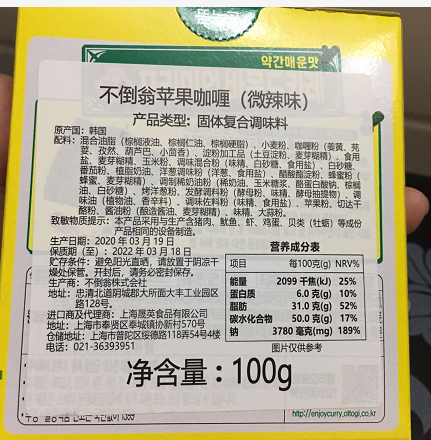 약간매운맛
不倒翁苹果咖喱（微辣味）
产品类型：固体复合调味料
原产国：韩国
配料：混合油脂（棕榈液油、棕榈仁油、棕榈硬脂）、小麦粉、咖喱粉（姜黄、芫
荽、孜然、葫芦巴、小茴香）、淀粉加工品（土豆淀粉、麦芽糊精）、食用
盐、麦芽糊精、玉米粉、调味混合粉（味精、白砂糖、食用盐）、白砂糖、
番茄粉、植脂奶油、洋葱调味粉（洋葱、食用盐）、醋酸酯淀粉、蜂蜜粉（
蜂蜜、麦芽糊精）、调制稀奶油粉（稀奶油、玉米糖浆、酪蛋白酸钠、棕榈
油、白砂糖）、烤洋葱粉、发酵调料粉（酵母粉、味精、酵母抽提物）、调
味油（植物油、香辛料）、调味佐料粉（味精、食用盐）、苹果粉、切达干
酪粉、酱油粉（酿造酱油、麦芽糊精）、味精、大蒜粉。
致敏物质提示：本产品采用与生产含猪肉、鱿鱼、虾、鸡蛋、贝类（牡蛎）等成份
产品相同的设备制造。
生产日期：2020 年 03 月 19 日
保质期（至）：2022 年 03 月 18 日
贮存条件：避免阳光直晒，请放置于阴凉干
燥处保管。开封后，请务必密封保存。
生产商：不倒翁株式会社
地址：忠清北道阴城郡大所面大丰工业园区
路128号。
进口商及代理商：上海晟英食品有限公司
地址：上海市奉贤区奉城镇协新村570号
仓储地址：上海市普陀区绥德路118弄54号4楼
电话：021-36393951
营养成分表
项目 每100克(g) NRV%
能量 2099 千焦(kJ) 25%
蛋白质 6.0 克(g) 10%
脂肪 31.0 克(g) 52%
碳水化合物 50.0 克(g) 17%
钠 3780 毫克(mg) 189%
图片仅供参考
净含量：100g
http://enjoycurry.ottogi.co.kr